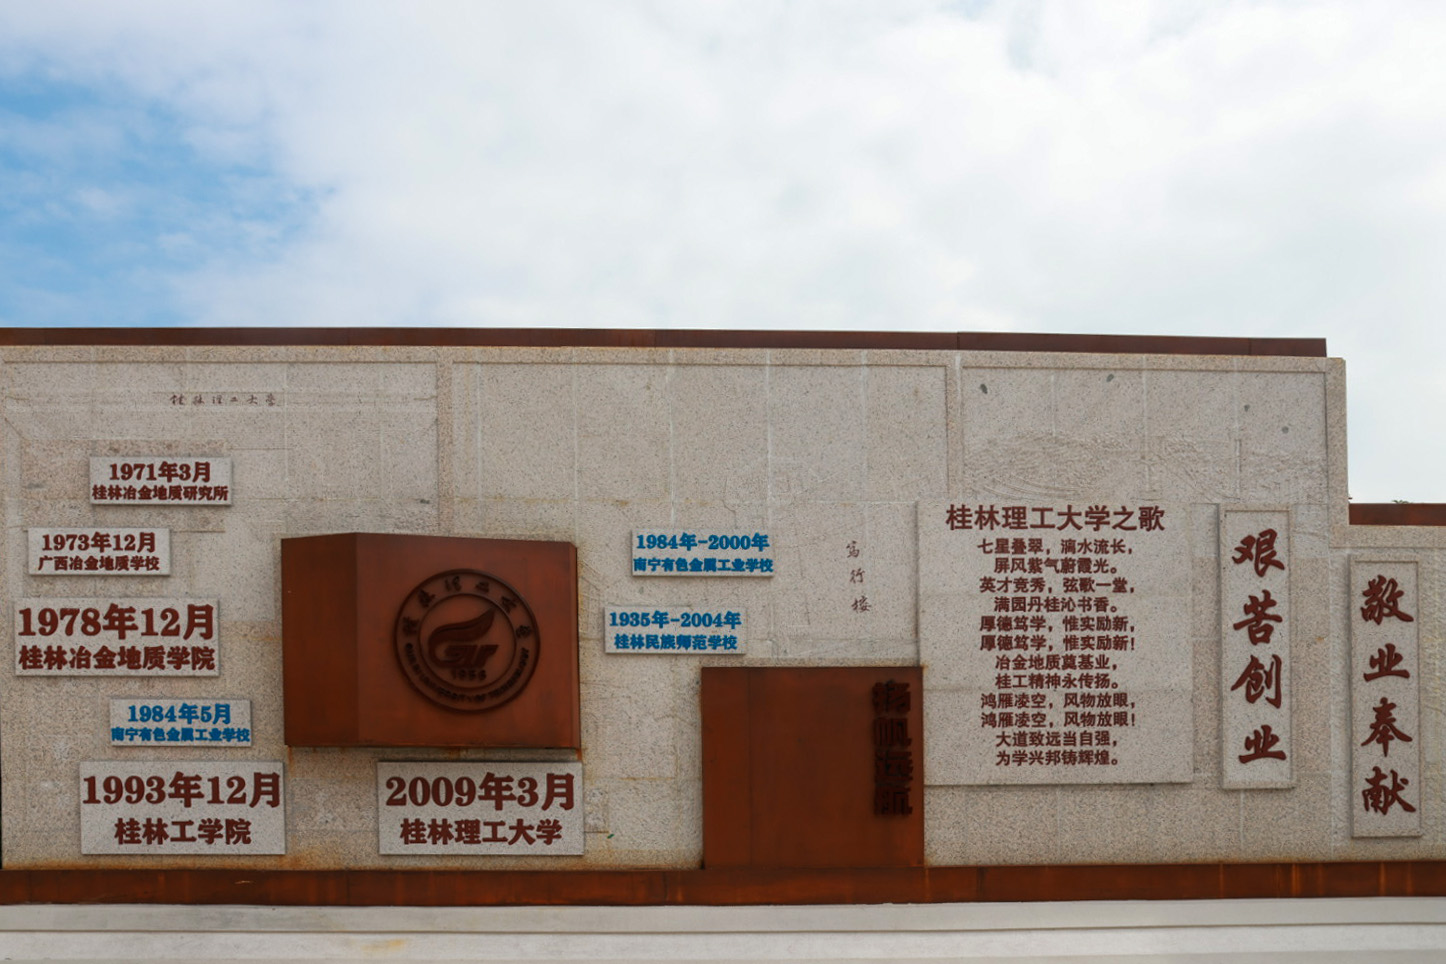 桂林理工大学
1971年3月
桂林冶金地质研究所
1973年12月
广西冶金地质学校
1978年12月
桂林冶金地质学院
1984年5月
南宁有色金属工业学校
1993年12月
桂林工学院
1956
2009年3月
桂林理工大学
1984年-2000年
南宁有色金属工业学校
1935年-2004年
桂林民族师范学校
笃行楼
扬帆远航
桂林理工大学之歌
七星叠翠，漓水流长，
屏风紫气蔚霞光。
英才竞秀，弦歌一堂，
满园丹桂沁书香。
厚德笃学，惟实励新，
厚德笃学，惟实励新！
冶金地质奠基业，
桂工精神永传扬。
鸿雁凌空，风物放眼，
鸿雁凌空，风物放眼！
大道致远当自强，
为学兴邦铸辉煌。
艰苦创业
敬业奉献